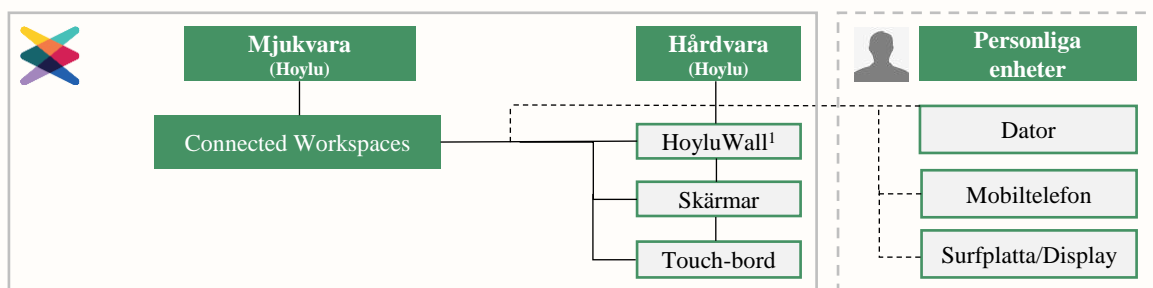 Mjukvara
(Hoylu)
Hårdvara
(Hoylu)
Personliga
enheter
Connected Workspaces
HoyluWall¹
Skärmar
Touch-bord
Dator
Mobiltelefon
Surfplatta/Display